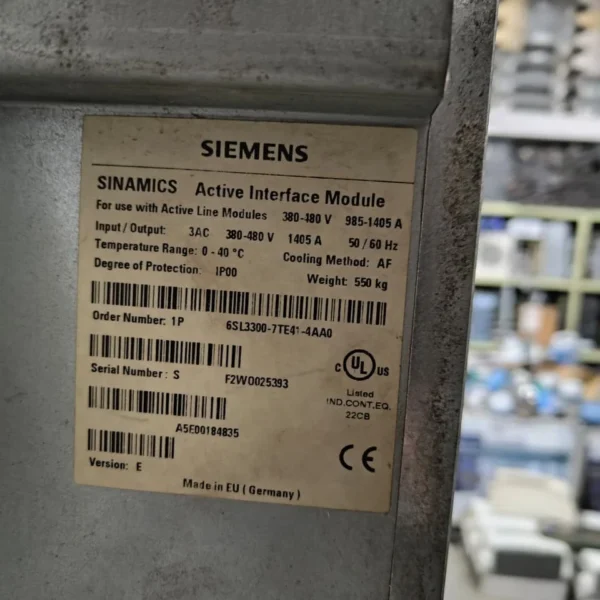 SIEMENS
SINAMICS Active Interface Module
For use with Active Line Modules 380-480 V 985-1405 A
Input / Output: 3AC 380-480 V 1405 A 50 / 60 Hz
Temperature Range: 0 - 40 °C Cooling Method: AF
Degree of Protection: IP00 Weight: 550 kg
Order Number: 1P 6SL3300-7TE41-4AA0
Serial Number: S F2W0025393
C UL US
Listed
IND.CONT.EQ.
22CB
A5E00184835
Version: E
CE
Made in EU ( Germany )